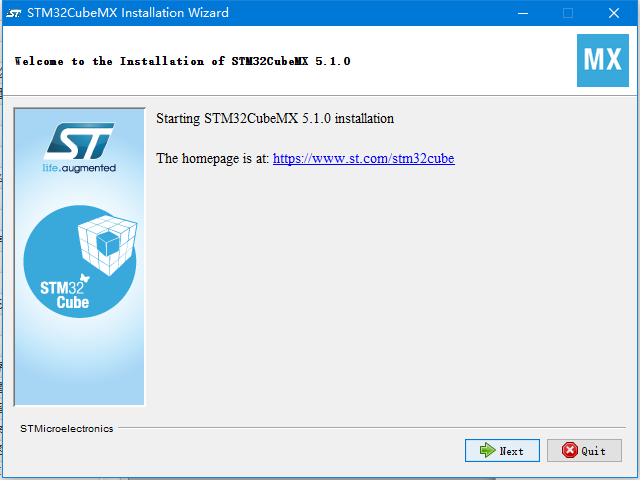 STM32CubeMX Installation Wizard
Welcome to the Installation of STM32CubeMX 5.1.0
MX
ST
life.augmented
STM32
Cube
Starting STM32CubeMX 5.1.0 installation
The homepage is at: https://www.st.com/stm32cube
STMicroelectronics
Next
Quit